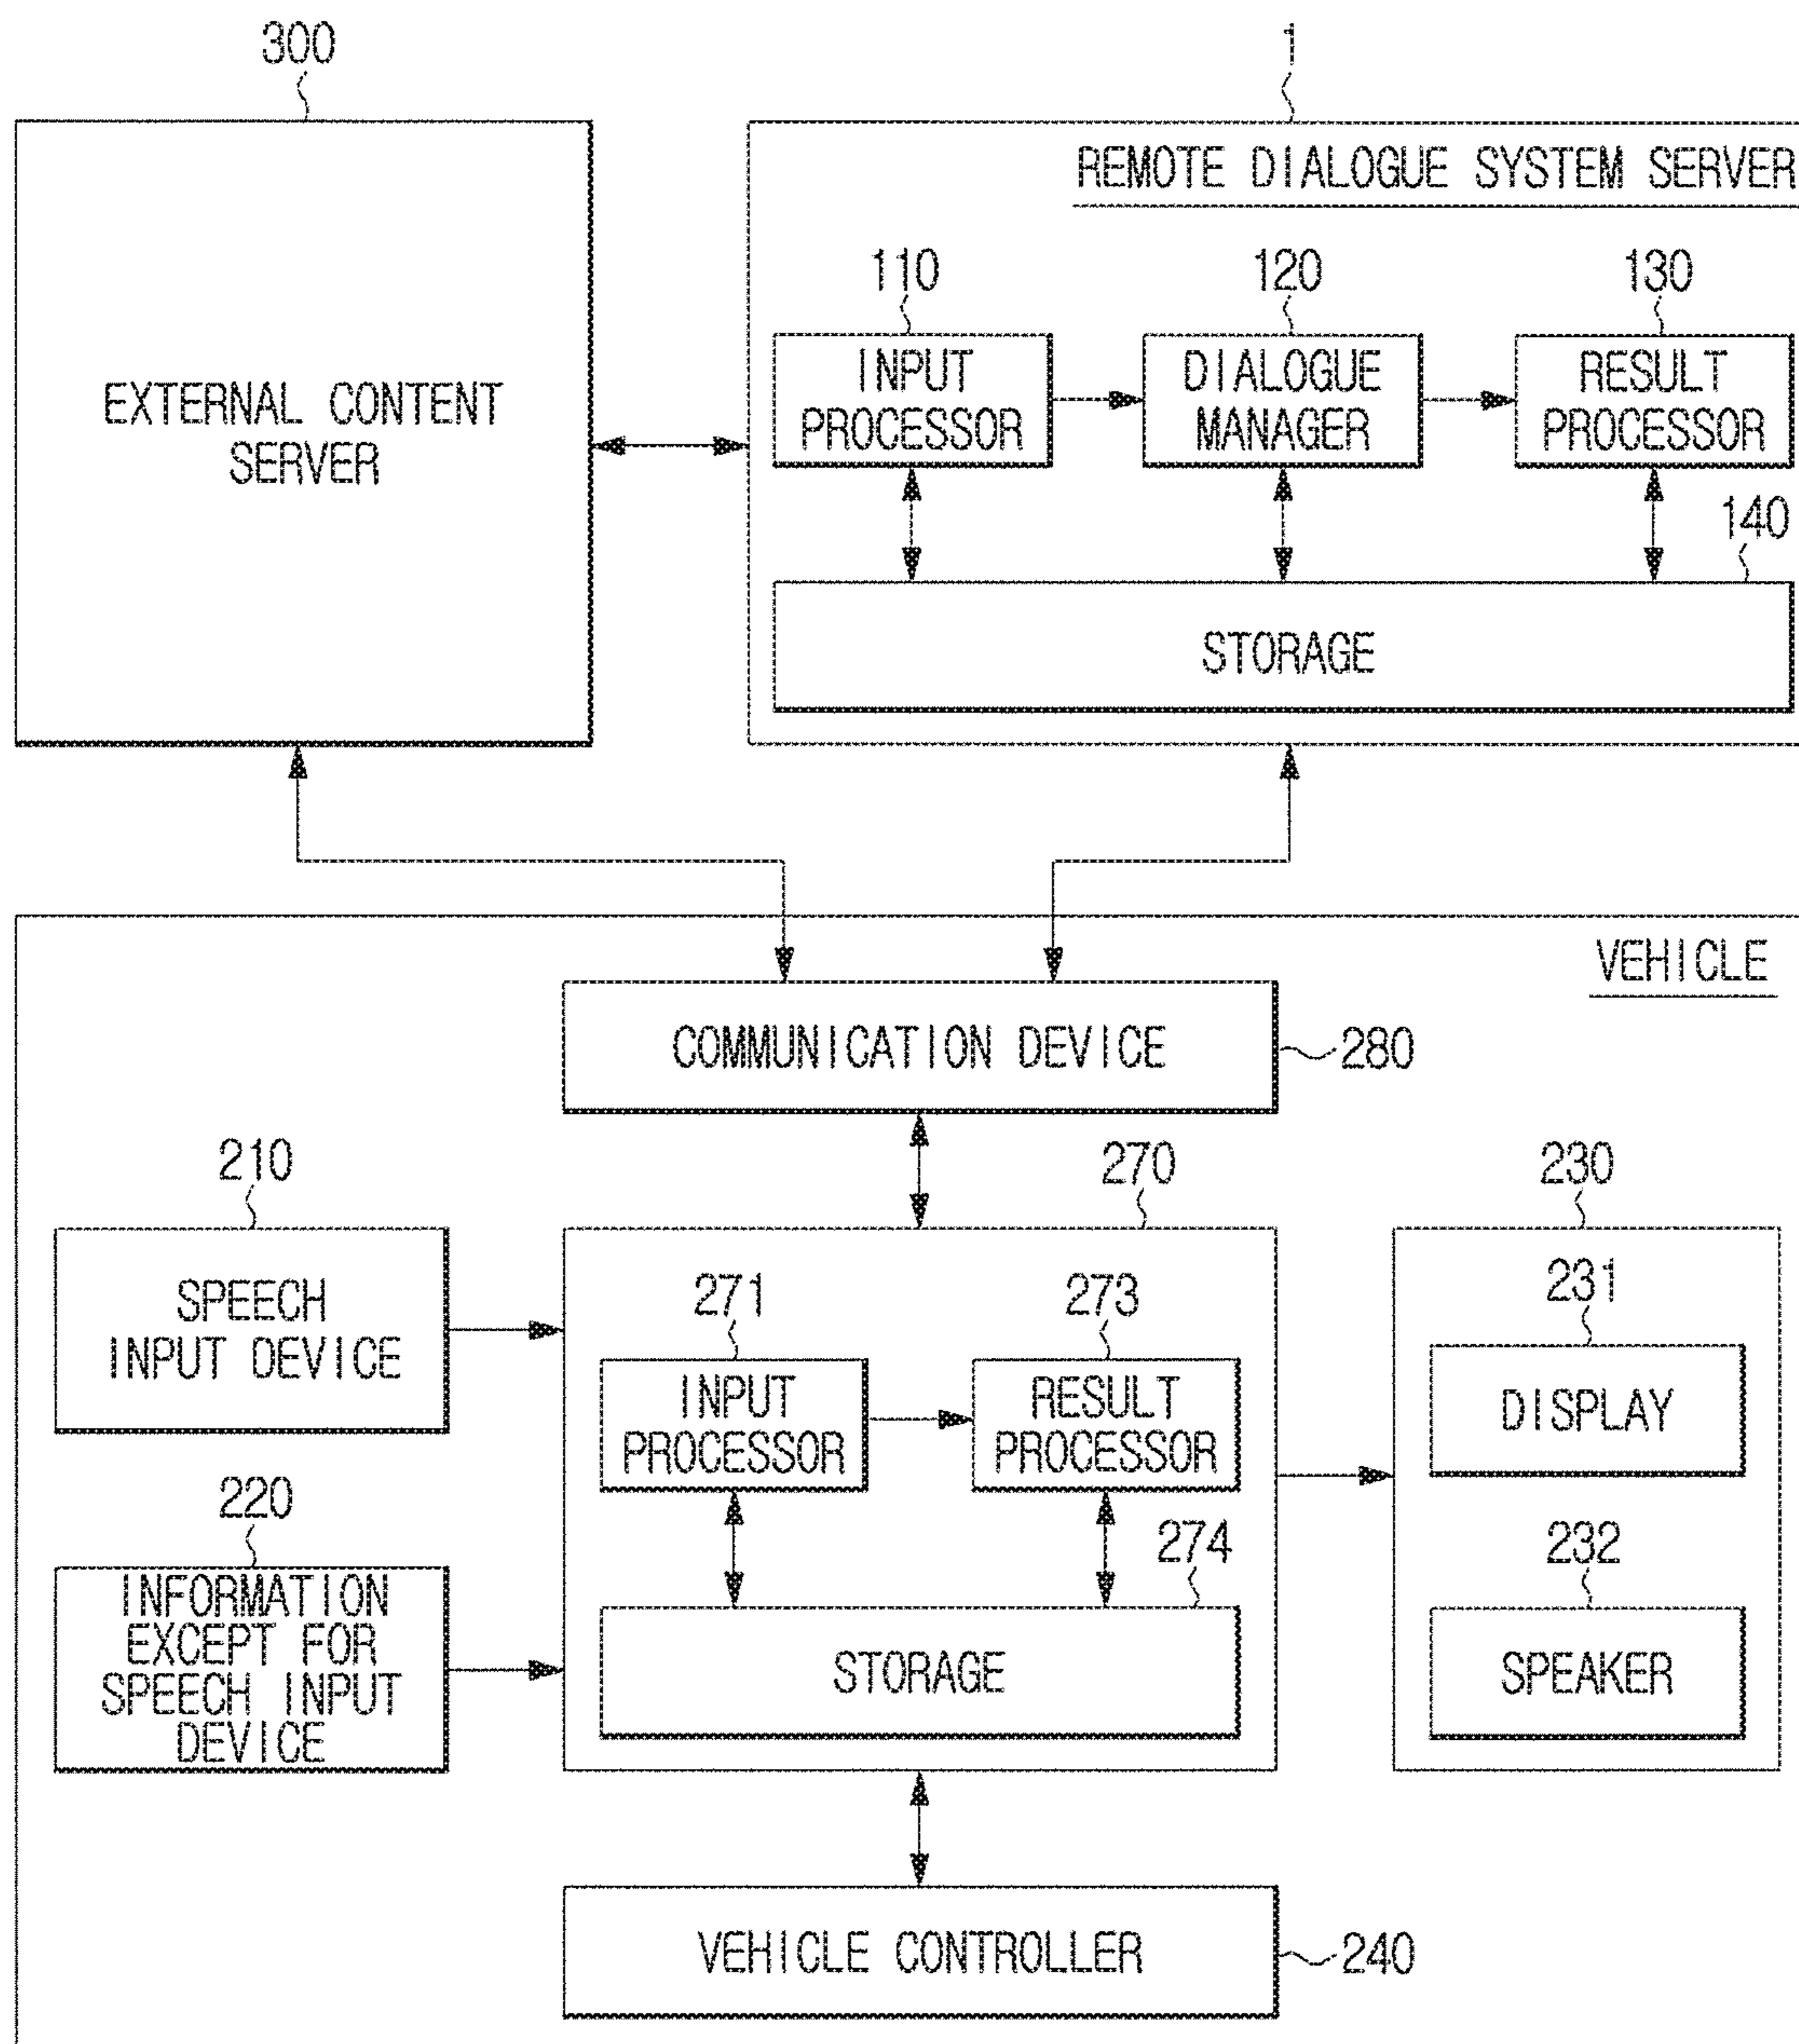 300
1
REMOTE DIALOGUE SYSTEM SERVER
EXTERNAL CONTENT
SERVER
110
120
130
INPUT
PROCESSOR
DIALOGUE
MANAGER
RESULT
PROCESSOR
140
STORAGE
VEHICLE
COMMUNICATION DEVICE
280
210
270
230
SPEECH
INPUT DEVICE
271
273
231
INPUT
PROCESSOR
RESULT
PROCESSOR
DISPLAY
220
274
232
INFORMATION
EXCEPT FOR
SPEECH INPUT
DEVICE
STORAGE
SPEAKER
VEHICLE CONTROLLER
240